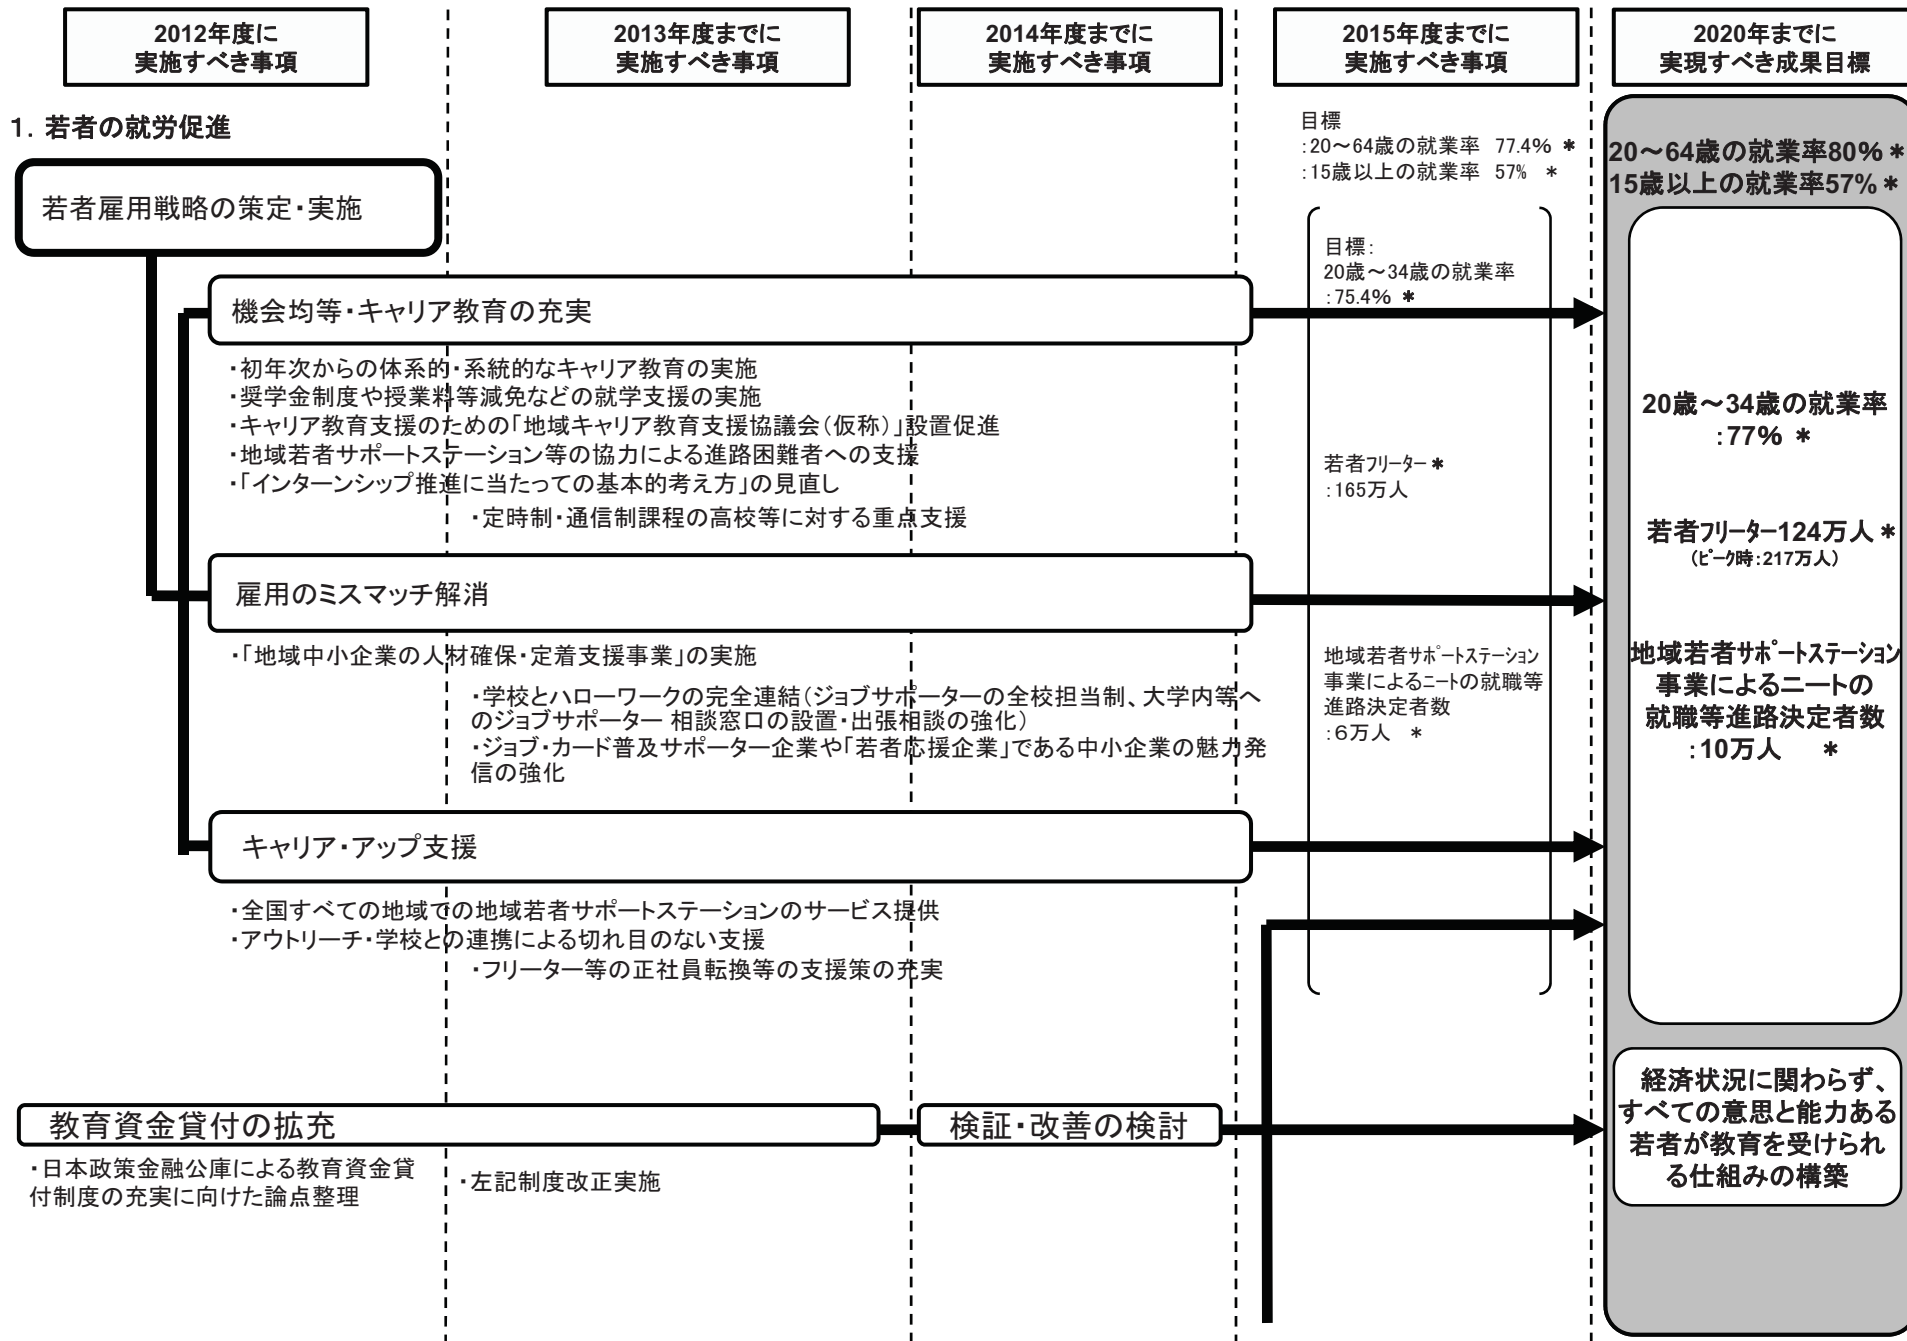 2012年度に
実施すべき事項
2013年度までに
実施すべき事項
2014年度までに
実施すべき事項
2015年度までに
実施すべき事項
2020年までに
実現すべき成果目標
1. 若者の就労促進
若者雇用戦略の策定・実施
目標
:20～64歳の就業率 77.4% *
:15歳以上の就業率 57% *
20～64歳の就業率80%*
15歳以上の就業率57%*
目標:
20歳～34歳の就業率
:75.4% *
機会均等・キャリア教育の充実
・初年次からの体系的・系統的なキャリア教育の実施
・奨学金制度や授業料等減免などの就学支援の実施
・キャリア教育支援のための「地域キャリア教育支援協議会(仮称)」設置促進
・地域若者サポートステーション等の協力による進路困難者への支援
・「インターンシップ推進に当たっての基本的考え方」の見直し
・定時制・通信制課程の高校等に対する重点支援
若者フリーター*
:165万人
20歳～34歳の就業率
:77% *
若者フリーター124万人*
(ピーク時:217万人)
雇用のミスマッチ解消
・「地域中小企業の人材確保・定着支援事業」の実施
・学校とハローワークの完全連結(ジョブサポーターの全校担当制、大学内等へ
のジョブサポーター 相談窓口の設置・出張相談の強化)
・ジョブ・カード普及サポーター企業や「若者応援企業」である中小企業の魅力発
信の強化
地域若者サポートステーション
事業によるニートの就職等
進路決定者数
:6万人 *
地域若者サポートステーション
事業によるニートの
就職等進路決定者数
:10万人 *
キャリア・アップ支援
・全国すべての地域での地域若者サポートステーションのサービス提供
・アウトリーチ・学校との連携による切れ目のない支援
・フリーター等の正社員転換等の支援策の充実
教育資金貸付の拡充
検証・改善の検討
・日本政策金融公庫による教育資金貸
付制度の充実に向けた論点整理
・左記制度改正実施
経済状況に関わらず、
すべての意思と能力ある
若者が教育を受けられ
る仕組みの構築